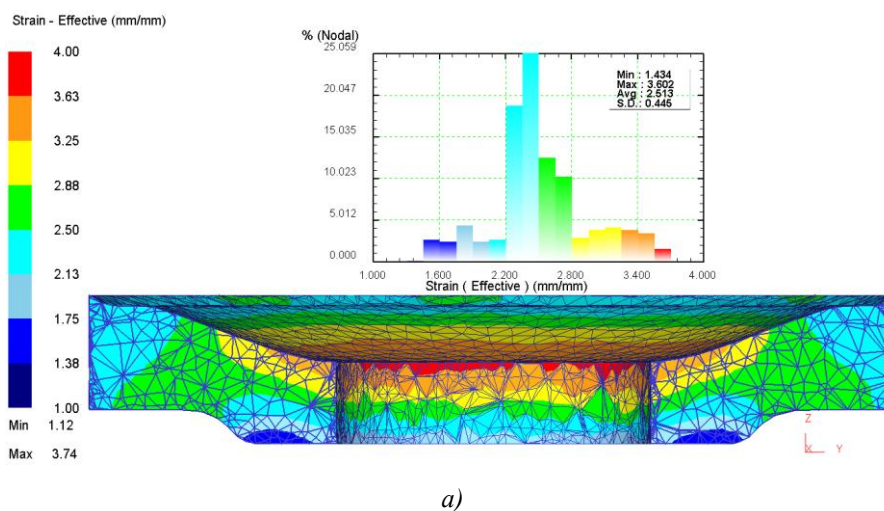 Strain - Effective (mm/mm)
4.00
3.63
3.25
2.88
2.50
2.13
1.75
1.38
1.00
Min 1.12
Max 3.74
% (Nodal)
25.059
20.047
15.035
10.023
5.012
0.000
Min : 1.434
Max : 3.602
Avg : 2.513
S.D. : 0.445
1.000 1.600 2.200 2.800 3.400 4.000
Strain ( Effective ) (mm/mm)
Z
X Y
a)